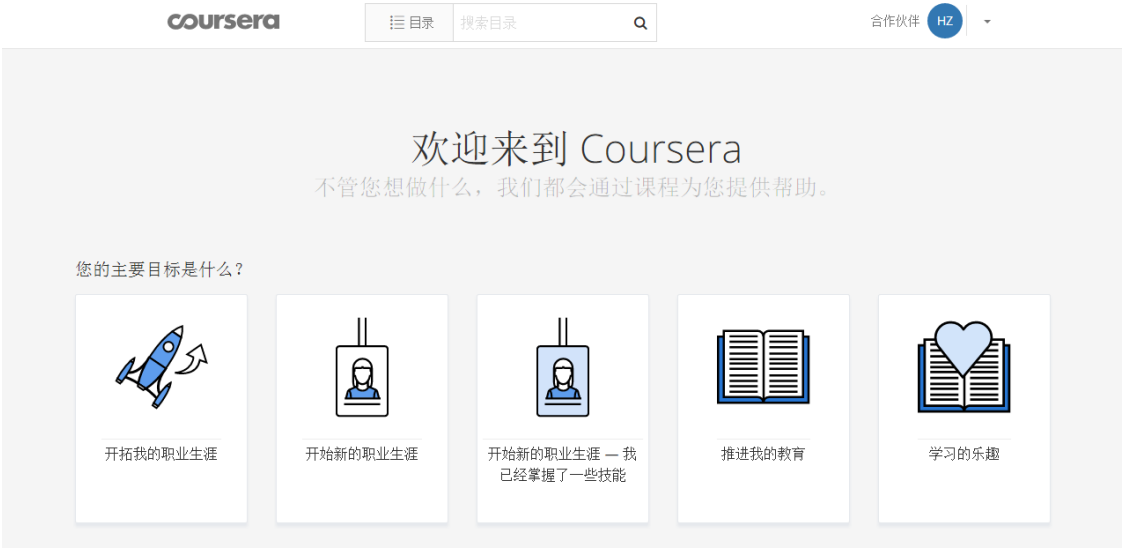 coursera
目录
搜索目录
合作伙伴
HZ
欢迎来到 Coursera
不管您想做什么，我们都会通过课程为您提供帮助。
您的主要目标是什么？
开拓我的职业生涯
开始新的职业生涯
开始新的职业生涯 — 我
已经掌握了一些技能
推进我的教育
学习的乐趣